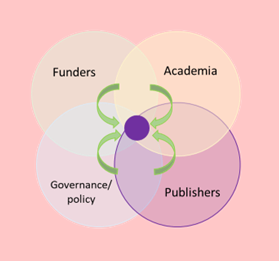 Funders
Academia
Governance/
policy
Publishers